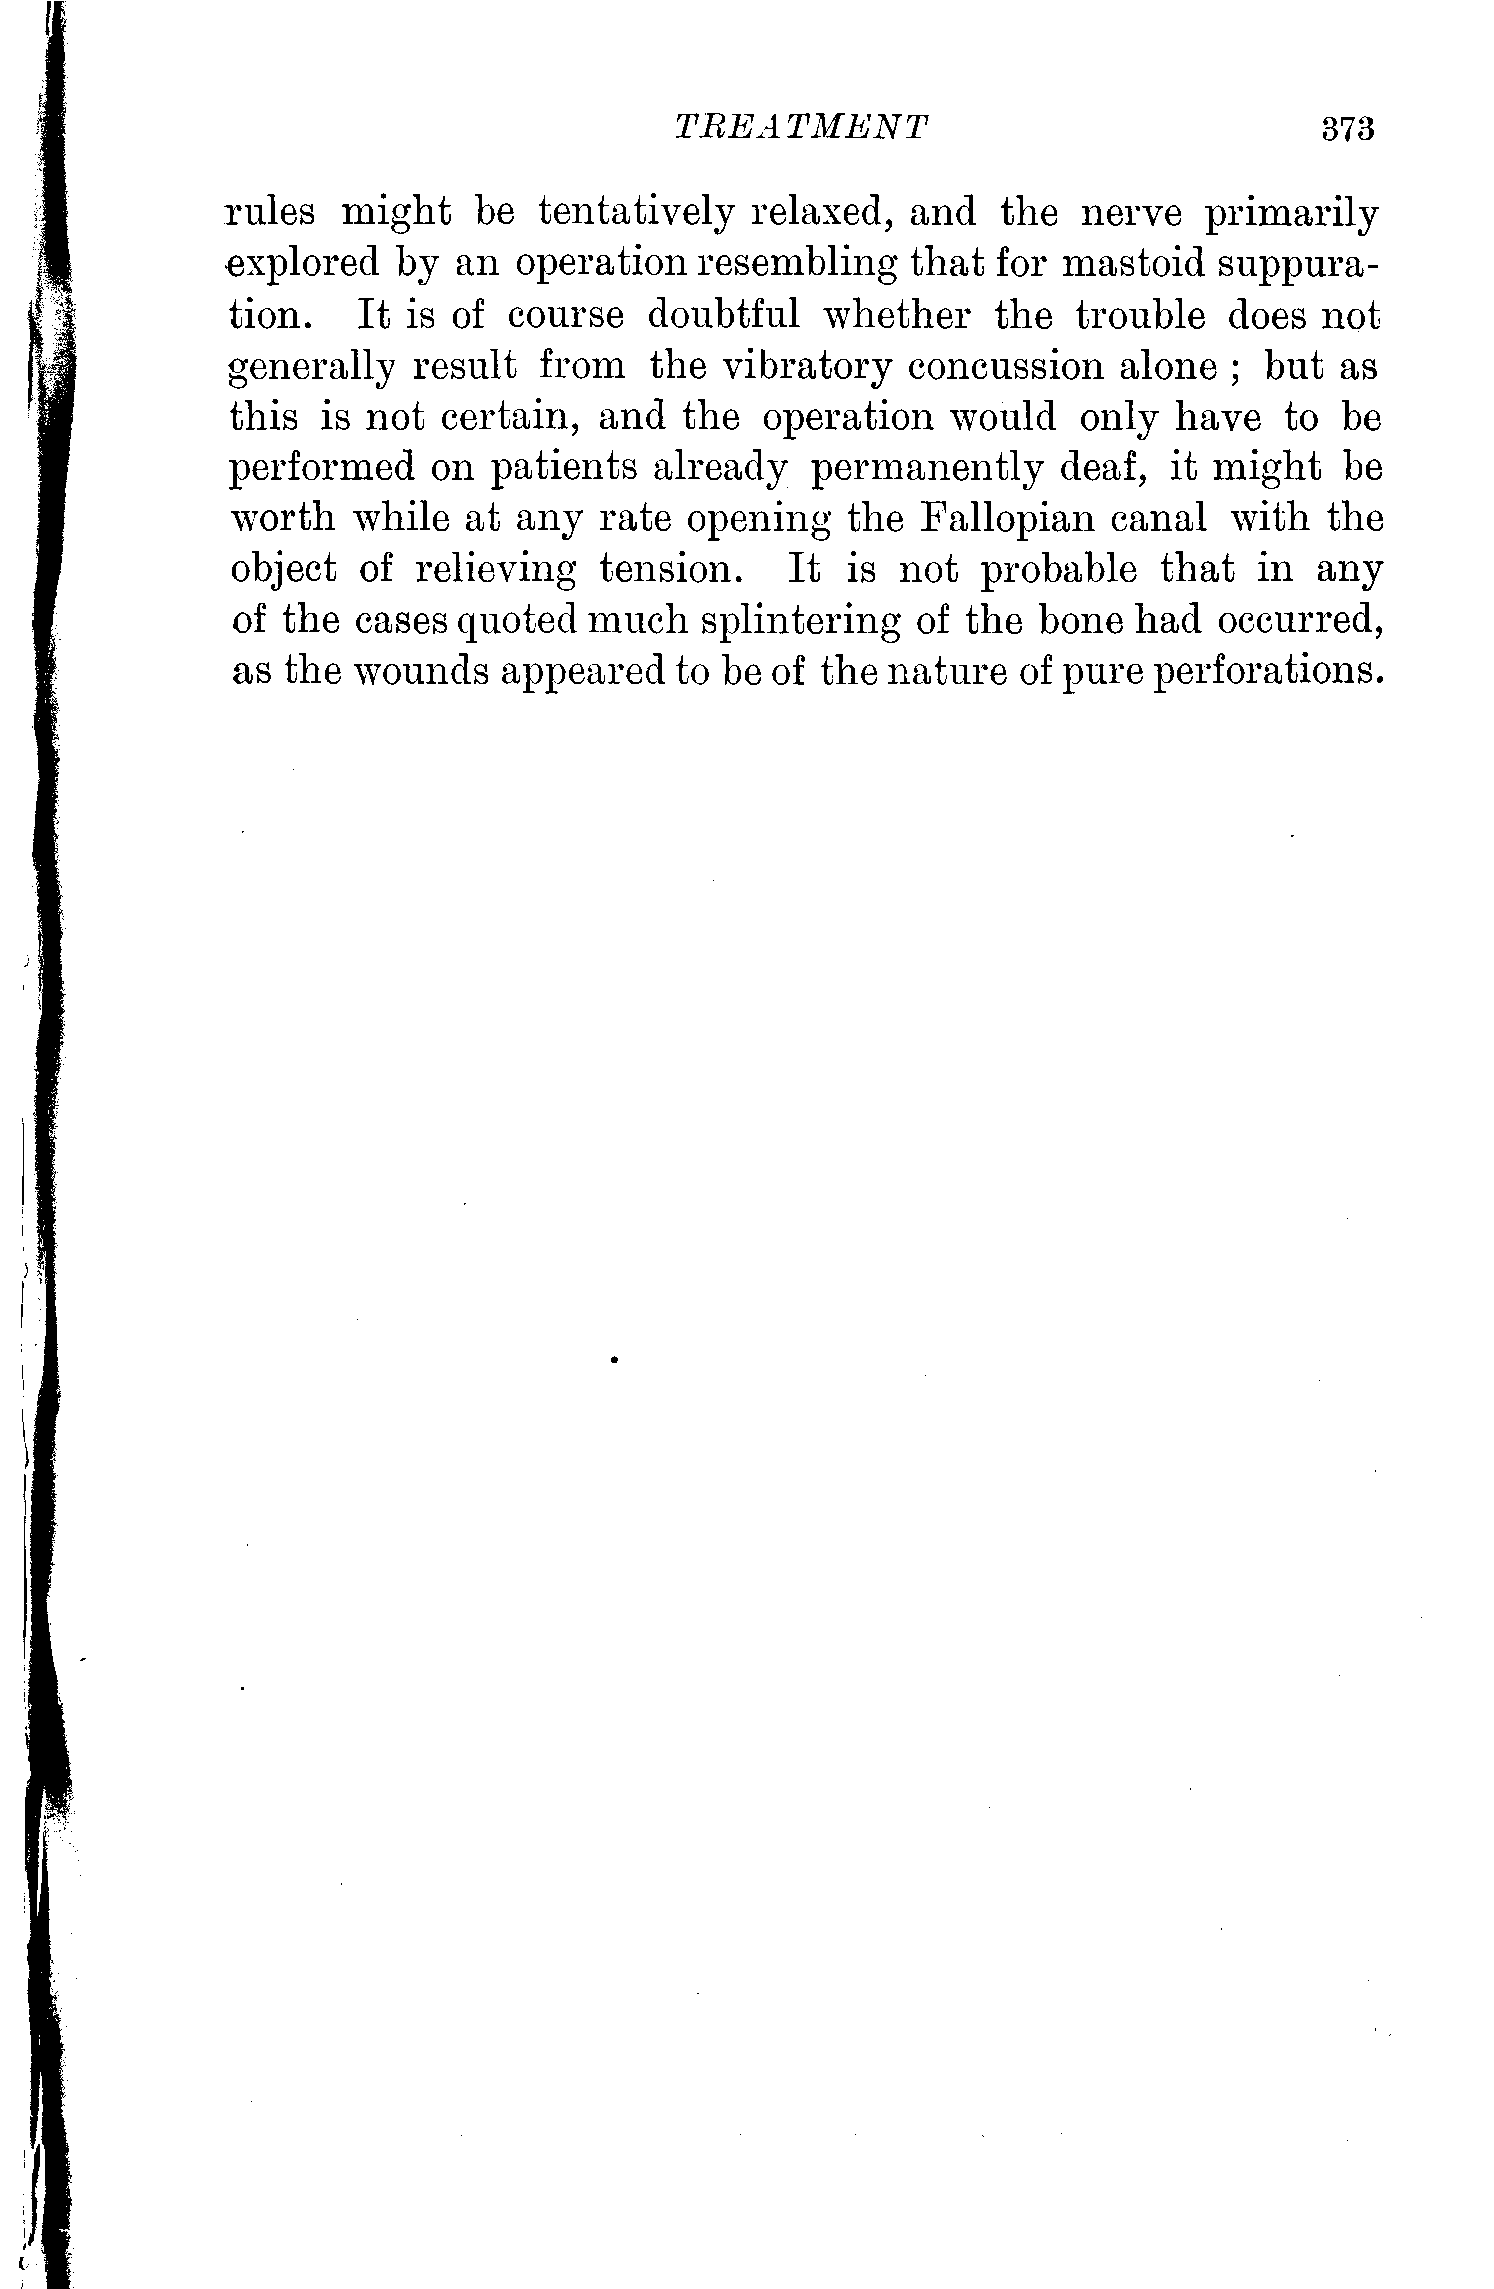 TREATMENT 373
rules might be tentatively relaxed, and the nerve primarily
explored by an operation resembling that for mastoid suppura-
tion. It is of course doubtful whether the trouble does not
generally result from the vibratory concussion alone ; but as
this is not certain, and the operation would only have to be
performed on patients already permanently deaf, it might be
worth while at any rate opening the Fallopian canal with the
object of relieving tension. It is not probable that in any
of the cases quoted much splintering of the bone had occurred,
as the wounds appeared to be of the nature of pure perforations.